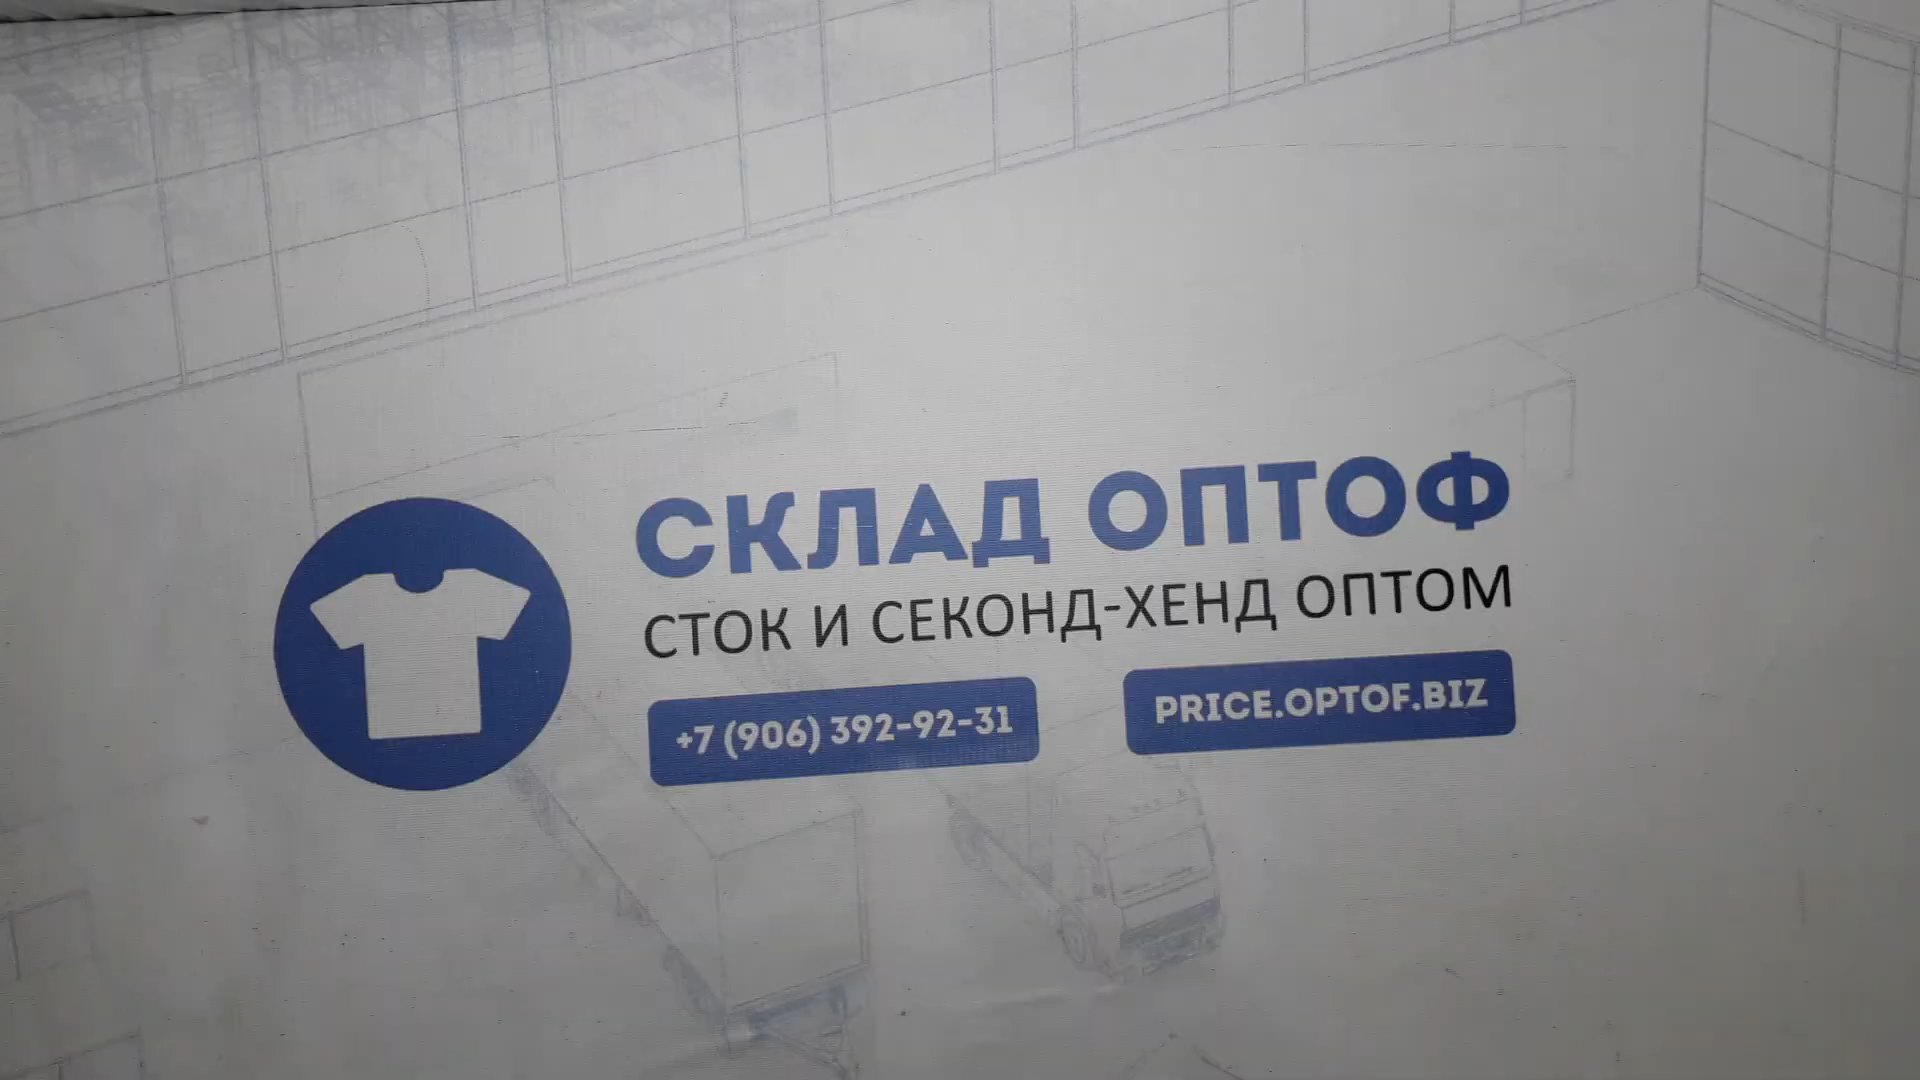 СКЛАД ОПТОФ
СТОК И СЕКОНД-ХЕНД ОПТОМ
+7 (906) 392-92-31
PRICE.OPTOF.BIZ